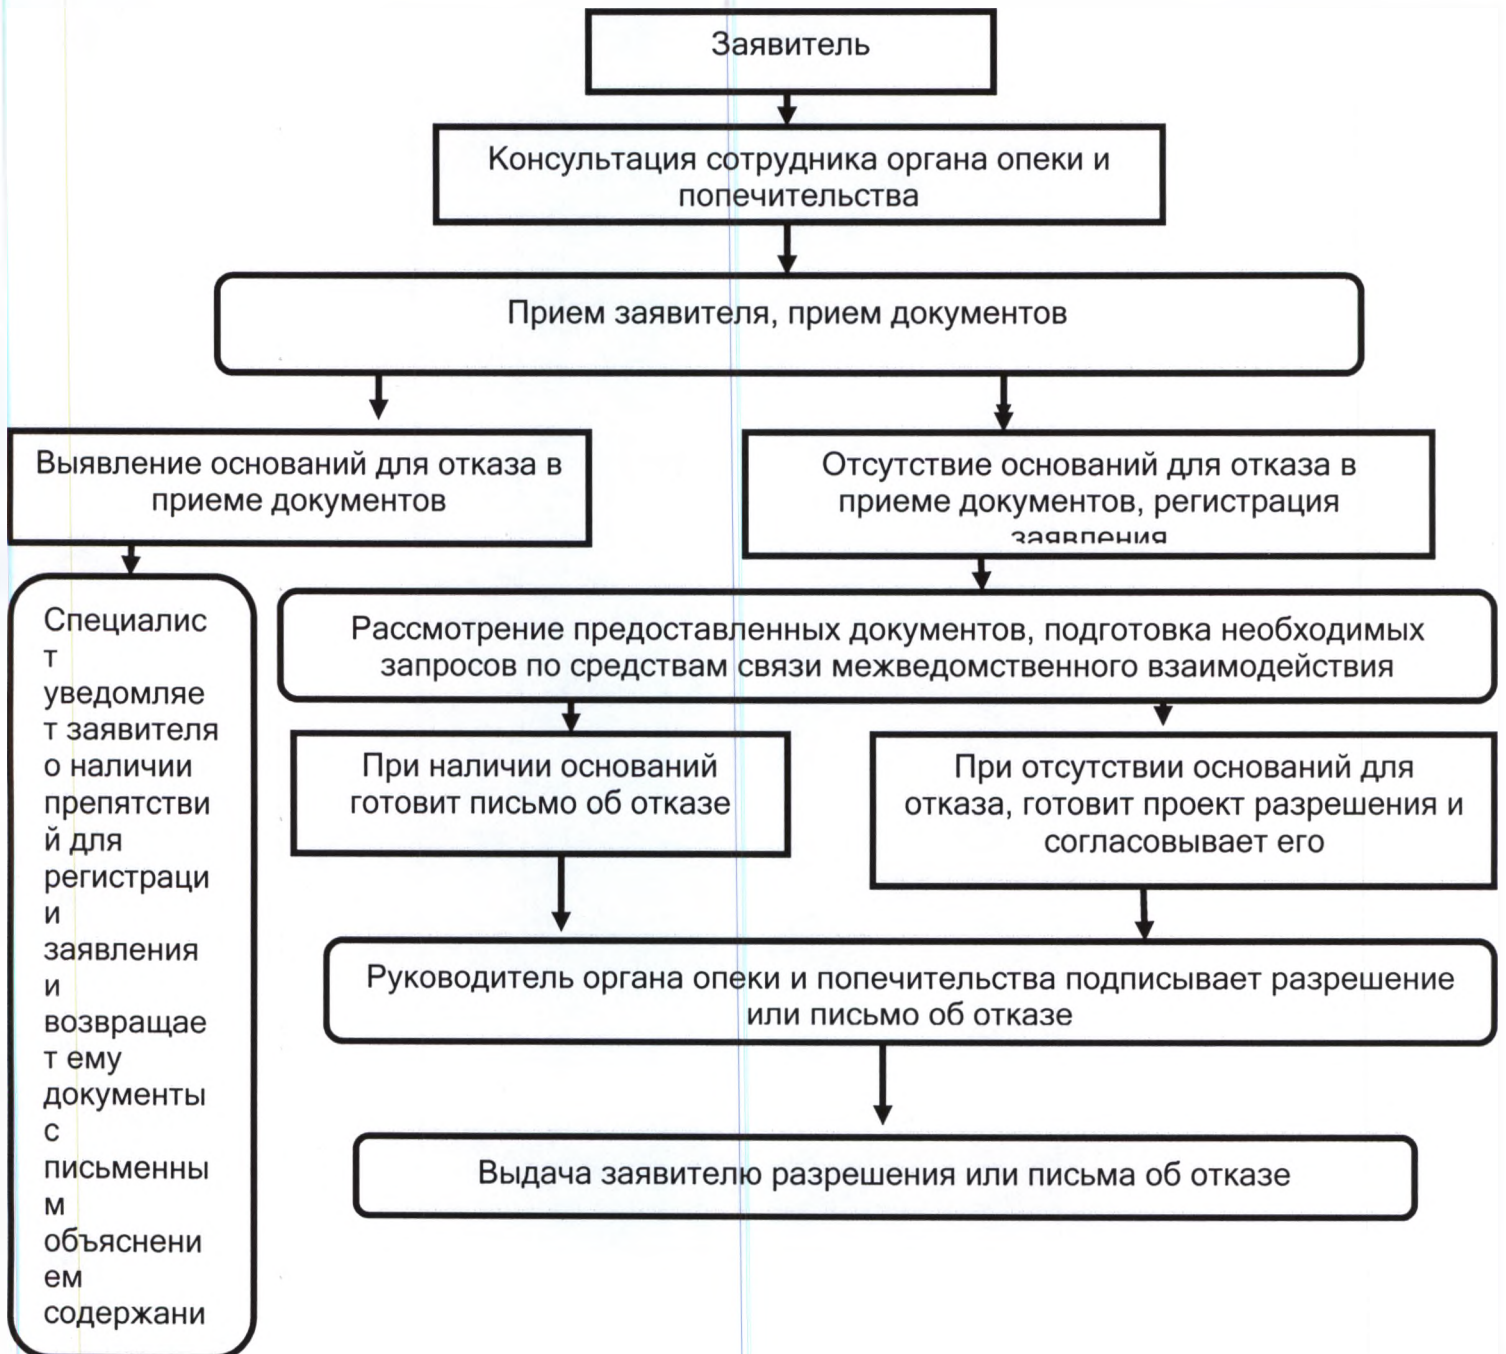 Заявитель
Консультация сотрудника органа опеки и
попечительства
Прием заявителя, прием документов
Выявление оснований для отказа в
приеме документов
Отсутствие оснований для отказа в
приеме документов, регистрация
заявления
Специалис
т
уведомляе
т заявителя
о наличии
препятстви
й для
регистраци
и
заявления
и
возвращае
т ему
документы
с
письменны
м
объяснени
ем
содержани
Рассмотрение предоставленных документов, подготовка необходимых
запросов по средствам связи межведомственного взаимодействия
При наличии оснований
готовит письмо об отказе
При отсутствии оснований для
отказа, готовит проект разрешения и
согласовывает его
Руководитель органа опеки и попечительства подписывает разрешение
или письмо об отказе
Выдача заявителю разрешения или письма об отказе